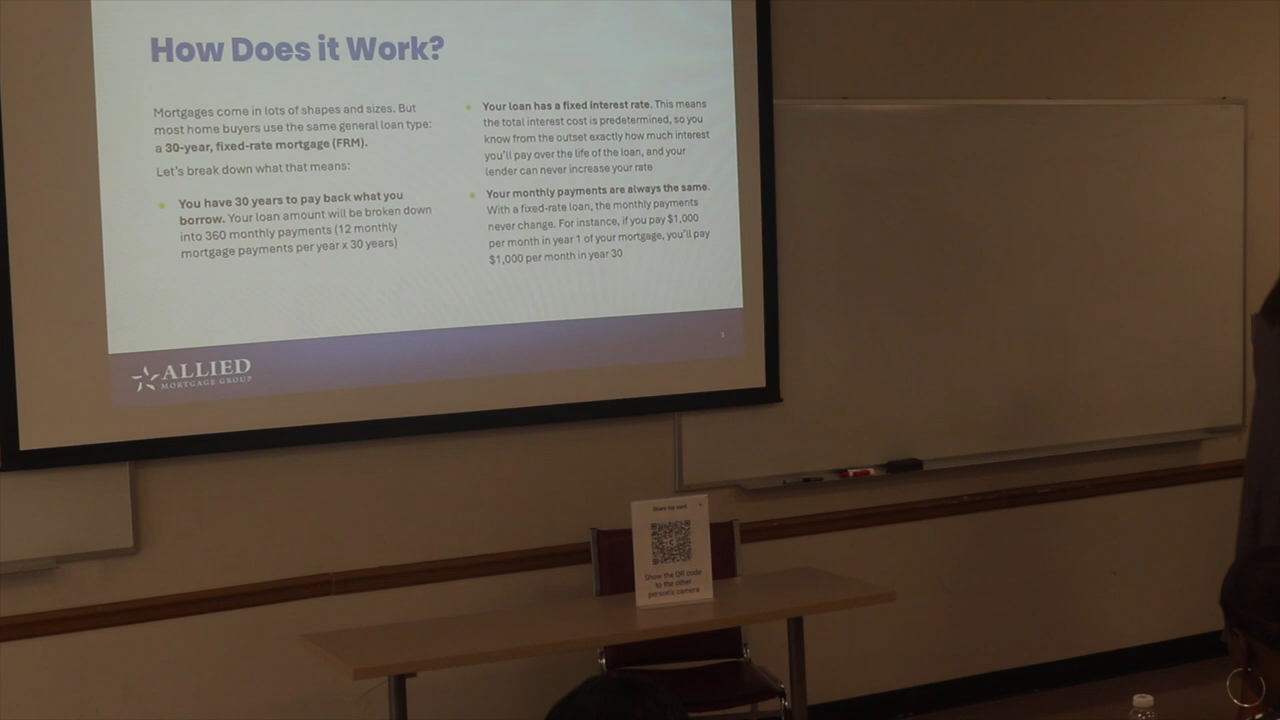 How Does it Work?
Mortgages come in lots of shapes and sizes. But
most home buyers use the same general loan type:
a 30-year, fixed-rate mortgage (FRM).
Let's break down what that means:
You have 30 years to pay back what you
borrow. Your loan amount will be broken down
into 360 monthly payments (12 monthly
mortgage payments per year x 30 years)
Your loan has a fixed interest rate. This means
the total interest cost is predetermined, so you
know from the outset exactly how much interest
you'll pay over the life of the loan, and your
lender can never increase your rate
Your monthly payments are always the same.
With a fixed-rate loan, the monthly payments
never change. For instance, if you pay $1,000
per month in year 1 of your mortgage, you'll pay
$1,000 per month in year 30
ALLIED
MORTGAGE GROUP
Share my card
Show the QR code
to the other
person's camera